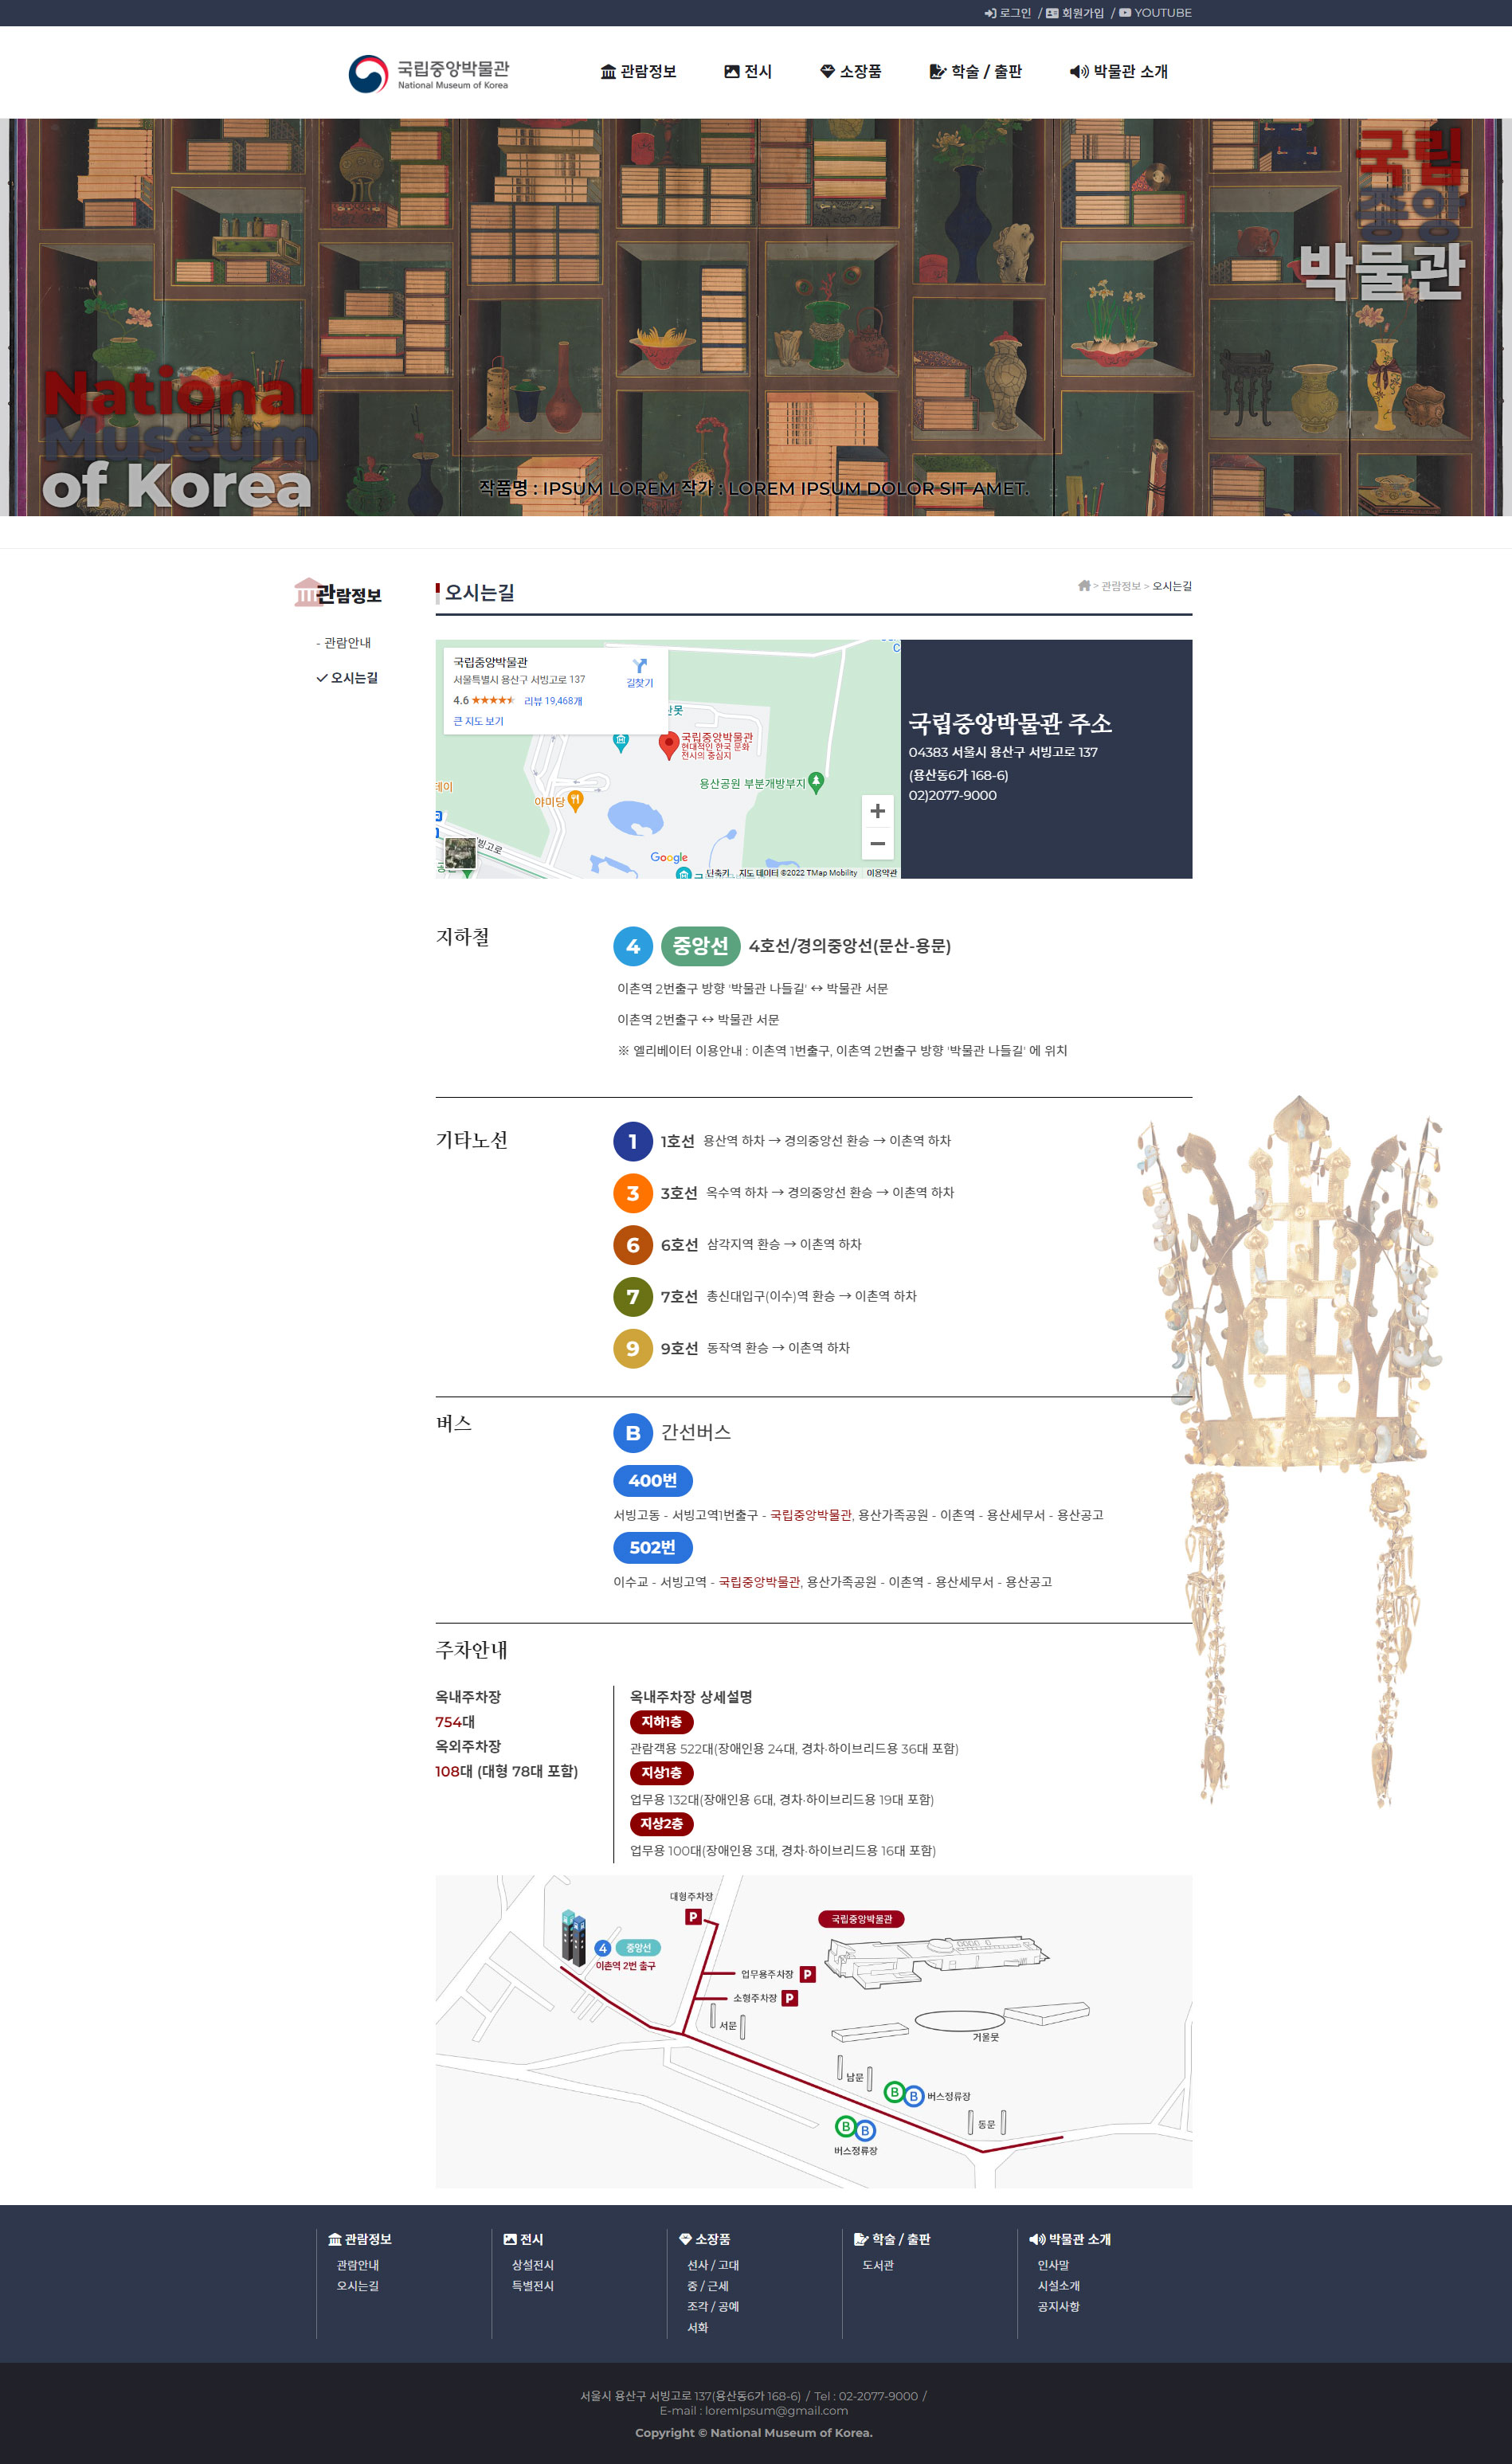 로그인 / 회원가입 / YOUTUBE
국립중앙박물관
National Museum of Korea
관람정보
전시
소장품
학술 / 출판
박물관 소개
국립
중앙
박물관
National
Museum
of Korea
작품명 : IPSUM LOREM 작가 : LOREM IPSUM DOLOR SIT AMET.
관람정보
- 관람안내
오시는길
오시는길
> 관람정보 > 오시는길
국립중앙박물관
서울특별시 용산구 서빙고로 137
4.6 리뷰 19,468개
큰 지도 보기
길찾기
국립중앙박물관
현대적인 한국 문화
전시의 중심지
용산공원 부분개방부지
야미당
데이
빙고로
Google
단축키 지도 데이터 ©2022 TMap Mobility 이용약관
국립중앙박물관 주소
04383 서울시 용산구 서빙고로 137
(용산동6가 168-6)
02)2077-9000
지하철
4 중앙선 4호선/경의중앙선(문산-용문)
이촌역 2번출구 방향 '박물관 나들길' ↔ 박물관 서문
이촌역 2번출구 ↔ 박물관 서문
※ 엘리베이터 이용안내 : 이촌역 1번출구, 이촌역 2번출구 방향 '박물관 나들길' 에 위치
기타노선
1 1호선 용산역 하차 → 경의중앙선 환승 → 이촌역 하차
3 3호선 옥수역 하차 → 경의중앙선 환승 → 이촌역 하차
6 6호선 삼각지역 환승 → 이촌역 하차
7 7호선 총신대입구(이수)역 환승 → 이촌역 하차
9 9호선 동작역 환승 → 이촌역 하차
버스
B 간선버스
400번
서빙고동 - 서빙고역1번출구 - 국립중앙박물관, 용산가족공원 - 이촌역 - 용산세무서 - 용산공고
502번
이수교 - 서빙고역 - 국립중앙박물관, 용산가족공원 - 이촌역 - 용산세무서 - 용산공고
주차안내
옥내주차장
754대
옥외주차장
108대 (대형 78대 포함)
옥내주차장 상세설명
지하1층
관람객용 522대(장애인용 24대, 경차·하이브리드용 36대 포함)
지상1층
업무용 132대(장애인용 6대, 경차·하이브리드용 19대 포함)
지상2층
업무용 100대(장애인용 3대, 경차·하이브리드용 16대 포함)
대형주차장
P
국립중앙박물관
4 중앙선
이촌역 2번 출구
업무용주차장 P
소형주차장 P
서문
거울못
남문
B B 버스정류장
동문
B B
버스정류장
관람정보
관람안내
오시는길
전시
상설전시
특별전시
소장품
선사 / 고대
중 / 근세
조각 / 공예
서화
학술 / 출판
도서관
박물관 소개
인사말
시설소개
공지사항
서울시 용산구 서빙고로 137(용산동6가 168-6) / Tel : 02-2077-9000 /
E-mail : loremIpsum@gmail.com
Copyright © National Museum of Korea.